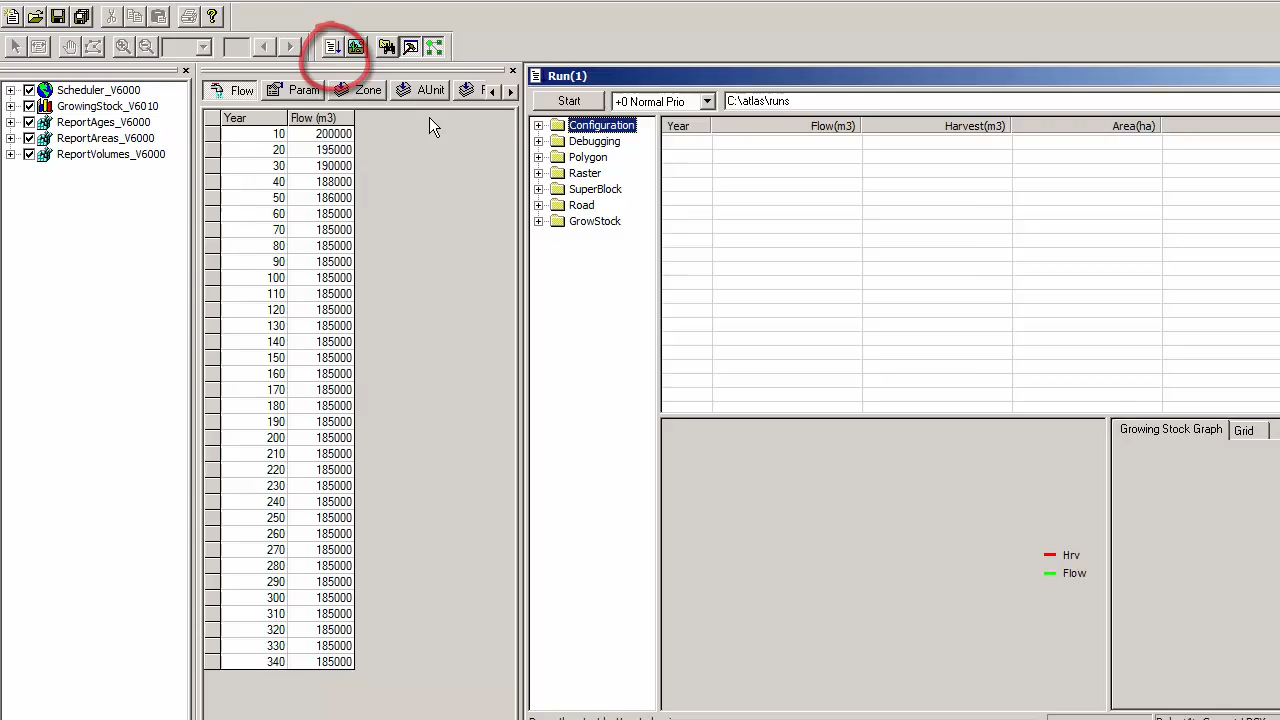 Scheduler_V6000
GrowingStock_V6010
ReportAges_V6000
ReportAreas_V6000
ReportVolumes_V6000
Flow Param Zone AUnit
Year Flow (m3)
10 200000
20 195000
30 190000
40 188000
50 186000
60 185000
70 185000
80 185000
90 185000
100 185000
110 185000
120 185000
130 185000
140 185000
150 185000
160 185000
170 185000
180 185000
190 185000
200 185000
210 185000
220 185000
230 185000
240 185000
250 185000
260 185000
270 185000
280 185000
290 185000
300 185000
310 185000
320 185000
330 185000
340 185000
Run(1)
Start +0 Normal Prio C:\atlas\runs
Configuration
Debugging
Polygon
Raster
SuperBlock
Road
GrowStock
Year Flow(m3) Harvest(m3) Area(ha)
Growing Stock Graph Grid
Hrv
Flow